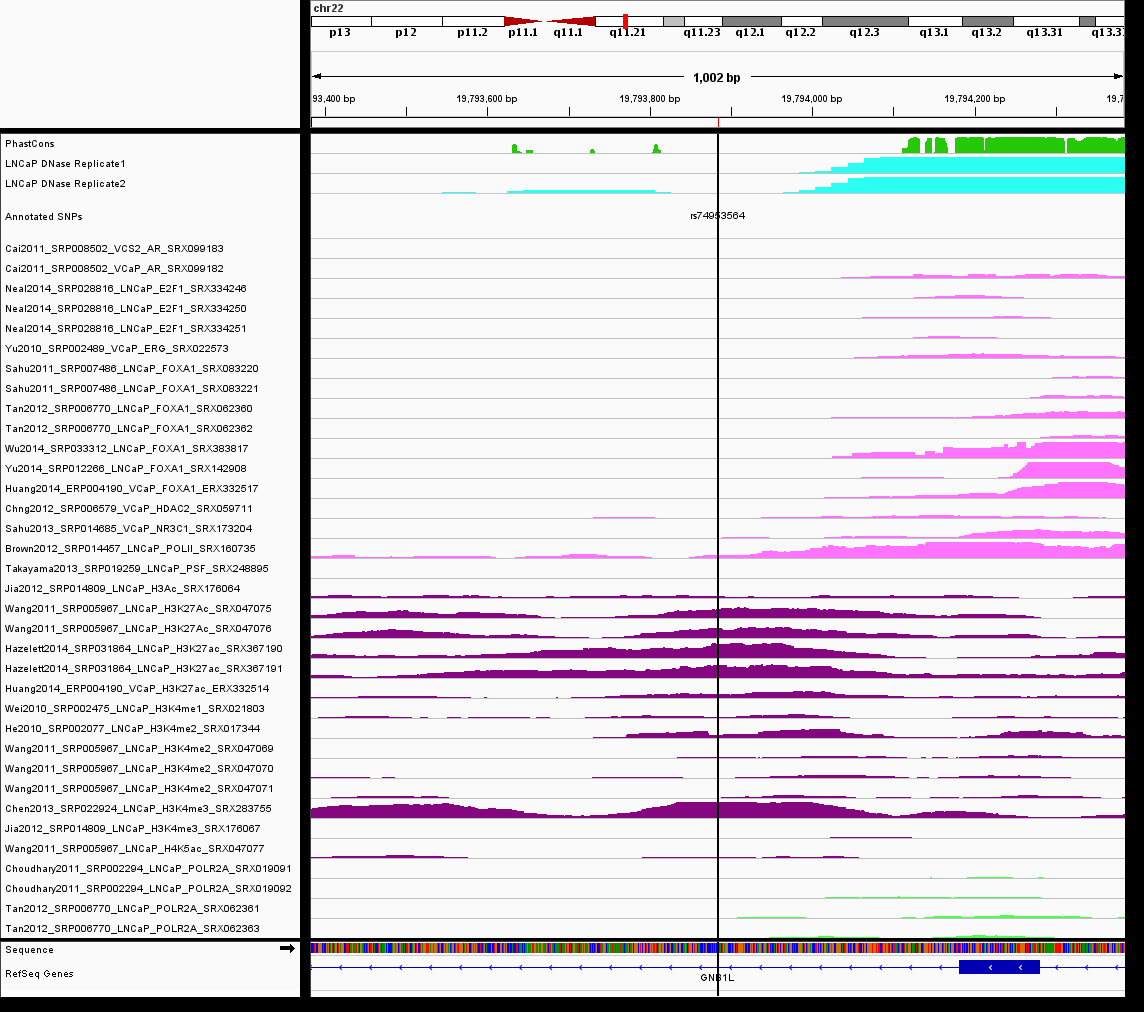 chr22
p13 p12 p11.2 p11.1 q11.1 q11.21 q11.23 q12.1 q12.2 q12.3 q13.1 q13.2 q13.31 q13.3
1,002 bp
93,400 bp 19,793,600 bp 19,793,800 bp 19,794,000 bp 19,794,200 bp 19,7
PhastCons
LNCaP DNase Replicate1
LNCaP DNase Replicate2
Annotated SNPs rs74953564
Cai2011_SRP008502_VCS2_AR_SRX099183
Cai2011_SRP008502_VCaP_AR_SRX099182
Neal2014_SRP028816_LNCaP_E2F1_SRX334246
Neal2014_SRP028816_LNCaP_E2F1_SRX334250
Neal2014_SRP028816_LNCaP_E2F1_SRX334251
Yu2010_SRP002489_VCaP_ERG_SRX022573
Sahu2011_SRP007486_LNCaP_FOXA1_SRX083220
Sahu2011_SRP007486_LNCaP_FOXA1_SRX083221
Tan2012_SRP006770_LNCaP_FOXA1_SRX062360
Tan2012_SRP006770_LNCaP_FOXA1_SRX062362
Wu2014_SRP033312_LNCaP_FOXA1_SRX383817
Yu2014_SRP012266_LNCaP_FOXA1_SRX142908
Huang2014_ERP004190_VCaP_FOXA1_ERX332517
Chng2012_SRP006579_VCaP_HDAC2_SRX059711
Sahu2013_SRP014685_VCaP_NR3C1_SRX173204
Brown2012_SRP014457_LNCaP_POLII_SRX160735
Takayama2013_SRP019259_LNCaP_PSF_SRX248895
Jia2012_SRP014809_LNCaP_H3Ac_SRX176064
Wang2011_SRP005967_LNCaP_H3K27Ac_SRX047075
Wang2011_SRP005967_LNCaP_H3K27Ac_SRX047076
Hazelett2014_SRP031864_LNCaP_H3K27ac_SRX367190
Hazelett2014_SRP031864_LNCaP_H3K27ac_SRX367191
Huang2014_ERP004190_VCaP_H3K27ac_ERX332514
Wei2010_SRP002475_LNCaP_H3K4me1_SRX021803
He2010_SRP002077_LNCaP_H3K4me2_SRX017344
Wang2011_SRP005967_LNCaP_H3K4me2_SRX047069
Wang2011_SRP005967_LNCaP_H3K4me2_SRX047070
Wang2011_SRP005967_LNCaP_H3K4me2_SRX047071
Chen2013_SRP022924_LNCaP_H3K4me3_SRX283755
Jia2012_SRP014809_LNCaP_H3K4me3_SRX176067
Wang2011_SRP005967_LNCaP_H4K5ac_SRX047077
Choudhary2011_SRP002294_LNCaP_POLR2A_SRX019091
Choudhary2011_SRP002294_LNCaP_POLR2A_SRX019092
Tan2012_SRP006770_LNCaP_POLR2A_SRX062361
Tan2012_SRP006770_LNCaP_POLR2A_SRX062363
Sequence
RefSeq Genes
GNB1L